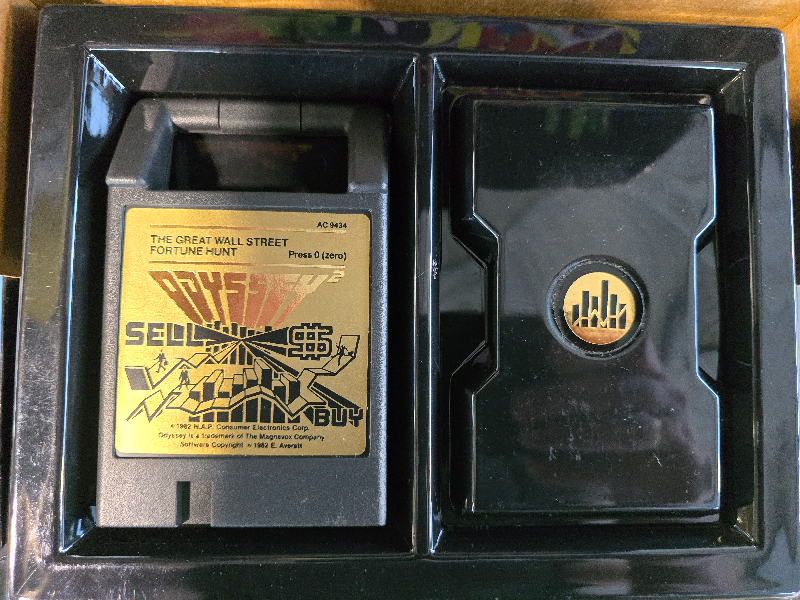 AC 9434
THE GREAT WALL STREET
FORTUNE HUNT
Press 0 (zero)
ODYSSEY²
SELL $
BUY
© 1982 N.A.P. Consumer Electronics Corp.
Odyssey is a trademark of The Magnavox Company
Software Copyright © 1982 E. Averett